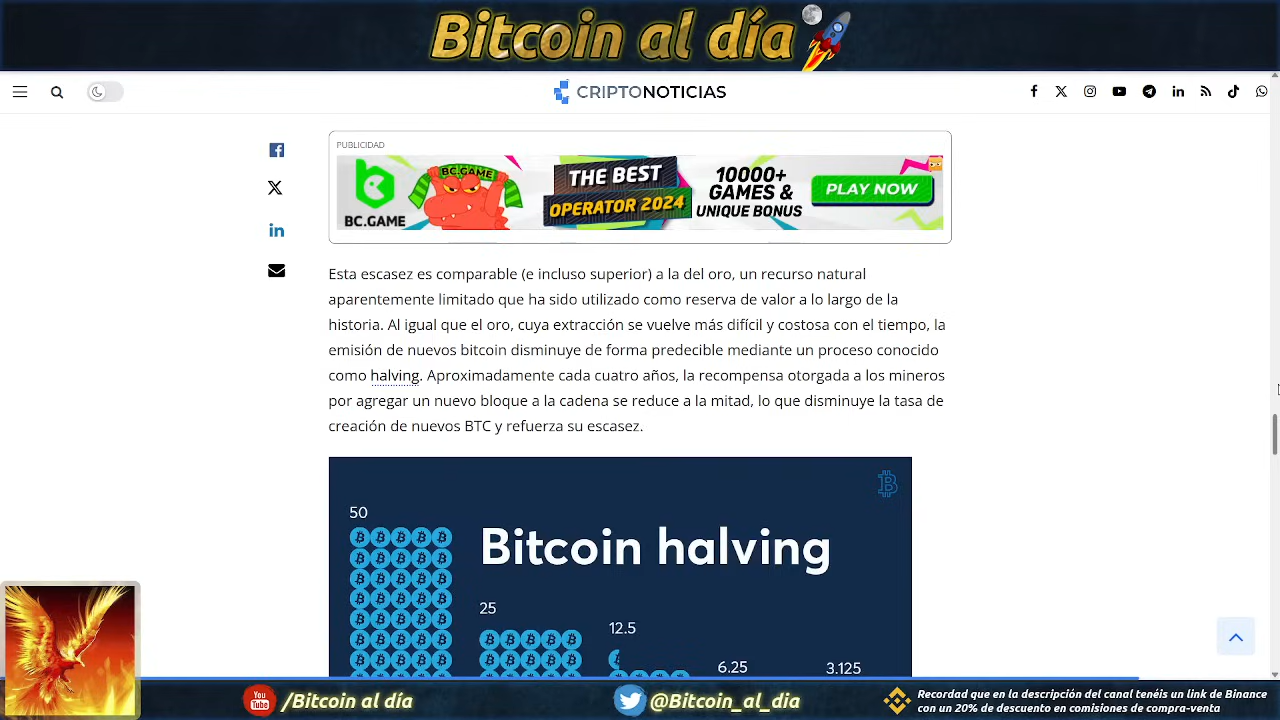 Bitcoin al día
CRIPTONOTICIAS
PUBLICIDAD
BC.GAME
BC.GAME
THE BEST
OPERATOR 2024
10000+
GAMES &
UNIQUE BONUS
PLAY NOW
Esta escasez es comparable (e incluso superior) a la del oro, un recurso natural
aparentemente limitado que ha sido utilizado como reserva de valor a lo largo de la
historia. Al igual que el oro, cuya extracción se vuelve más difícil y costosa con el tiempo, la
emisión de nuevos bitcoin disminuye de forma predecible mediante un proceso conocido
como halving. Aproximadamente cada cuatro años, la recompensa otorgada a los mineros
por agregar un nuevo bloque a la cadena se reduce a la mitad, lo que disminuye la tasa de
creación de nuevos BTC y refuerza su escasez.
50
Bitcoin halving
25
12.5
6.25
3.125
You
Tube
/Bitcoin al día
@Bitcoin_al_dia
Recordad que en la descripción del canal tenéis un link de Binance
con un 20% de descuento en comisiones de compra-venta